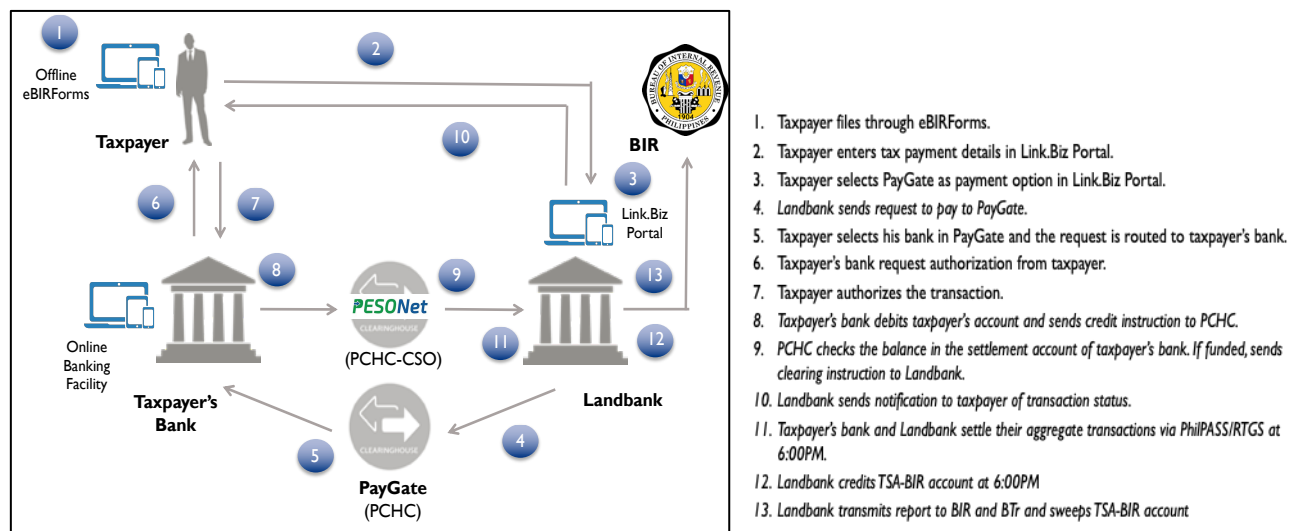 1
Offline
eBIRForms
Taxpayer
2
10
BUREAU OF INTERNAL REVENUE
PHILIPPINES
1904
BIR
3
Link.Biz
Portal
6
7
8
9
13
Online
Banking
Facility
PESONet
CLEARINGHOUSE
(PCHC-CSO)
11
12
Taxpayer's
Bank
Landbank
CLEARINGHOUSE
5
4
PayGate
(PCHC)
1. Taxpayer files through eBIRForms.
2. Taxpayer enters tax payment details in Link.Biz Portal.
3. Taxpayer selects PayGate as payment option in Link.Biz Portal.
4. Landbank sends request to pay to PayGate.
5. Taxpayer selects his bank in PayGate and the request is routed to taxpayer's bank.
6. Taxpayer's bank request authorization from taxpayer.
7. Taxpayer authorizes the transaction.
8. Taxpayer's bank debits taxpayer's account and sends credit instruction to PCHC.
9. PCHC checks the balance in the settlement account of taxpayer's bank. If funded, sends
clearing instruction to Landbank.
10. Landbank sends notification to taxpayer of transaction status.
11. Taxpayer's bank and Landbank settle their aggregate transactions via PhilPASS/RTGS at
6:00PM.
12. Landbank credits TSA-BIR account at 6:00PM
13. Landbank transmits report to BIR and BTr and sweeps TSA-BIR account